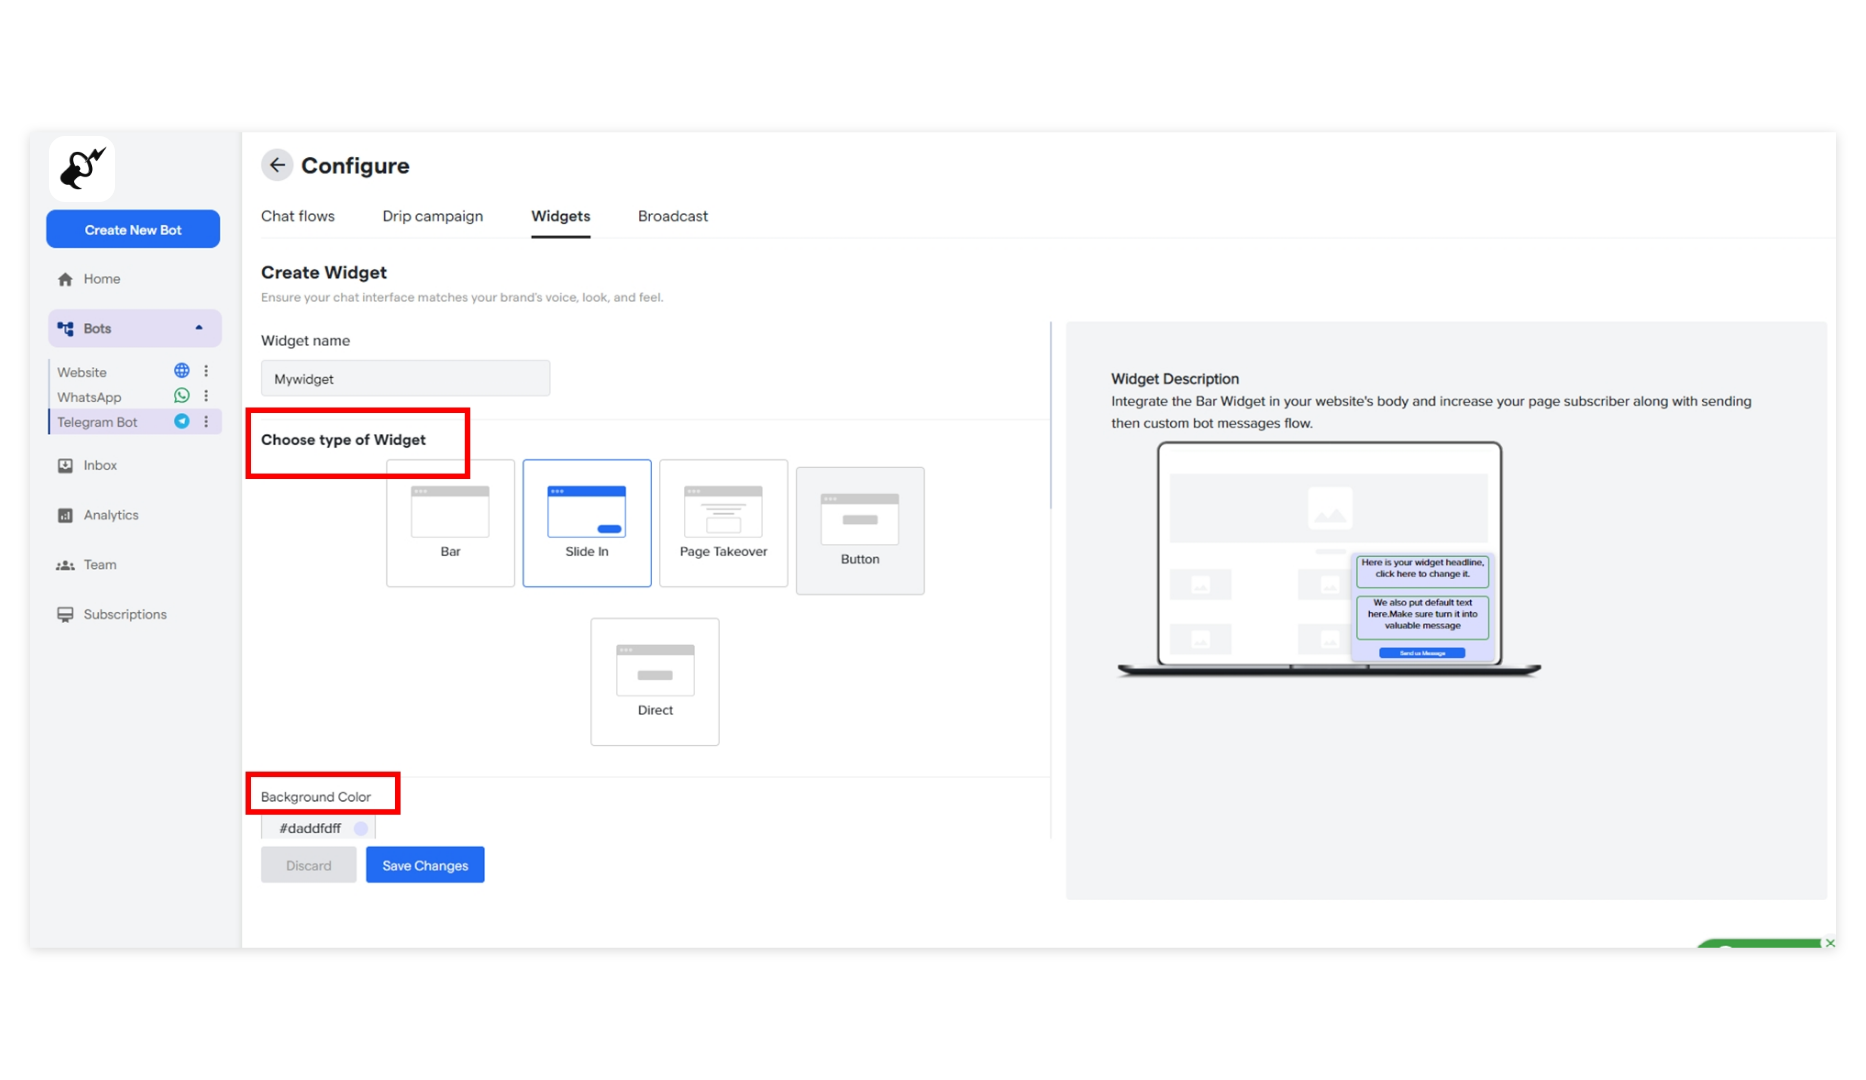 Create New Bot
Home
Bots
Website
WhatsApp
Telegram Bot
Inbox
Analytics
Team
Subscriptions
Configure
Chat flows
Drip campaign
Widgets
Broadcast
Create Widget
Ensure your chat interface matches your brand's voice, look, and feel.
Widget name
Mywidget
Choose type of Widget
Bar
Slide In
Page Takeover
Button
Direct
Background Color
#daddfdff
Discard
Save Changes
Widget Description
Integrate the Bar Widget in your website's body and increase your page subscriber along with sending
then custom bot messages flow.
Here is your widget headline,
click here to change it.
We also put default text
here.Make sure turn it into
valuable message
Send us Message